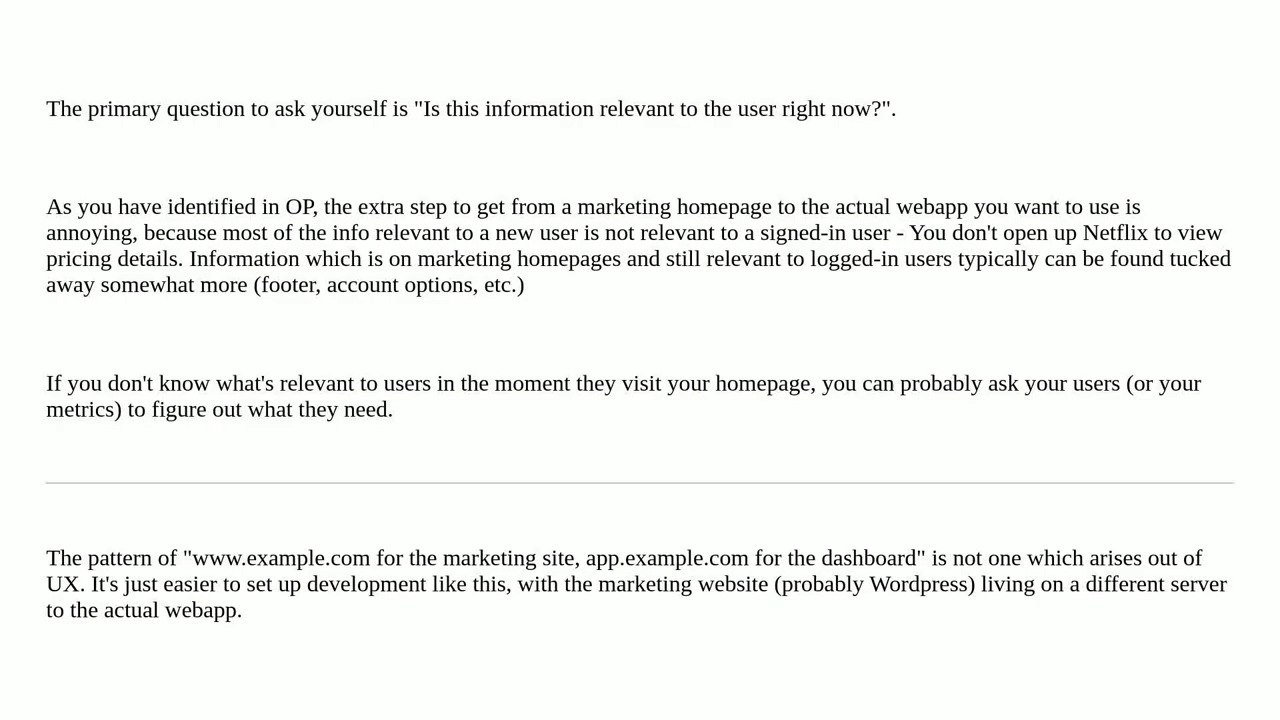 The primary question to ask yourself is "Is this information relevant to the user right now?".
As you have identified in OP, the extra step to get from a marketing homepage to the actual webapp you want to use is
annoying, because most of the info relevant to a new user is not relevant to a signed-in user - You don't open up Netflix to view
pricing details. Information which is on marketing homepages and still relevant to logged-in users typically can be found tucked
away somewhat more (footer, account options, etc.)
If you don't know what's relevant to users in the moment they visit your homepage, you can probably ask your users (or your
metrics) to figure out what they need.
The pattern of "www.example.com for the marketing site, app.example.com for the dashboard" is not one which arises out of
UX. It's just easier to set up development like this, with the marketing website (probably Wordpress) living on a different server
to the actual webapp.